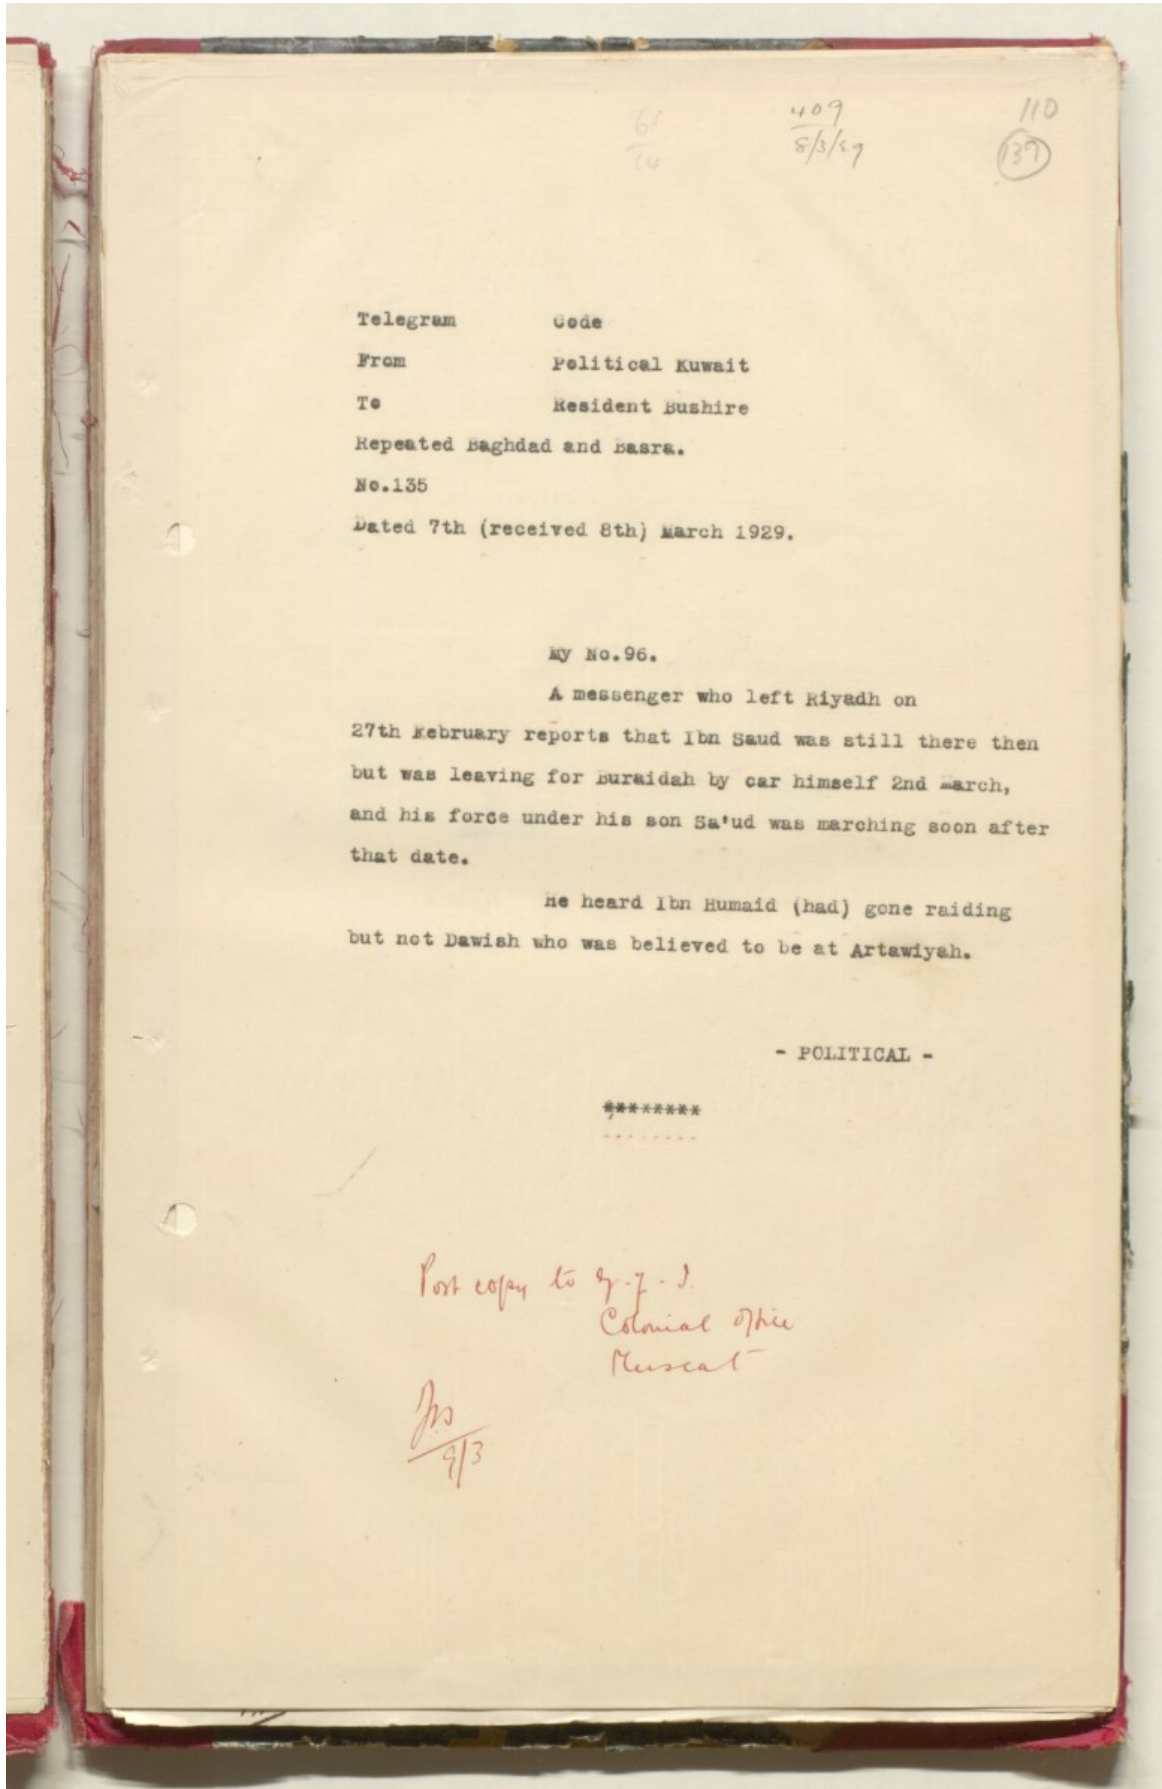 61
14
409
8/3/29
110
137
Telegram Code
From Political Kuwait
To Resident Bushire
Repeated Baghdad and Basra.
No.135
Dated 7th (received 8th) March 1929.
My No.96.
A messenger who left Riyadh on
27th February reports that Ibn Saud was still there then
but was leaving for Buraidah by car himself 2nd March,
and his force under his son Sa'ud was marching soon after
that date.
He heard Ibn Humaid (had) gone raiding
but not Dawish who was believed to be at Artawiyah.
- POLITICAL -
********
Post copy to G.of.I.
Colonial Office
Muscat
9/3